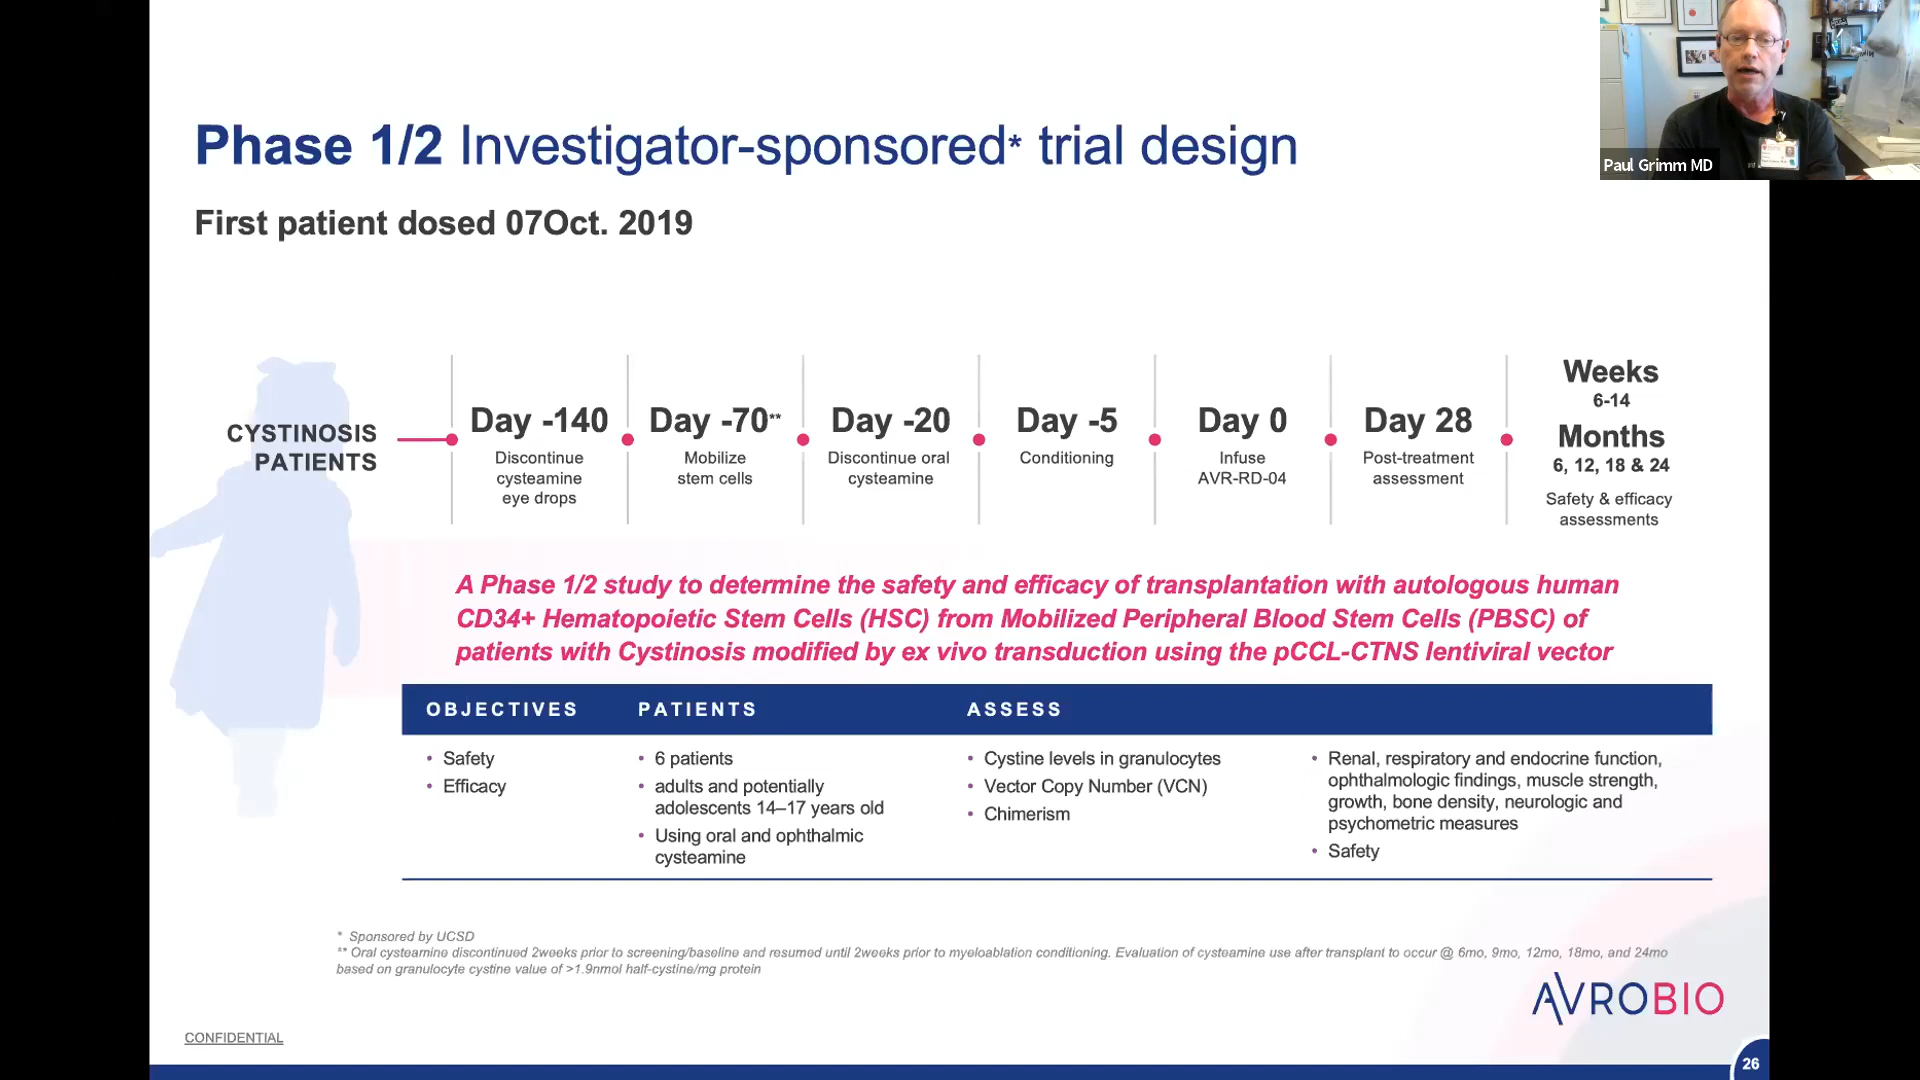 Paul Grimm MD
Phase 1/2 Investigator-sponsored* trial design
First patient dosed 07Oct. 2019
CYSTINOSIS
PATIENTS
Day -140
Discontinue
cysteamine
eye drops
Day -70**
Mobilize
stem cells
Day -20
Discontinue oral
cysteamine
Day -5
Conditioning
Day 0
Infuse
AVR-RD-04
Day 28
Post-treatment
assessment
Weeks
6-14
Months
6, 12, 18 & 24
Safety & efficacy
assessments
A Phase 1/2 study to determine the safety and efficacy of transplantation with autologous human
CD34+ Hematopoietic Stem Cells (HSC) from Mobilized Peripheral Blood Stem Cells (PBSC) of
patients with Cystinosis modified by ex vivo transduction using the pCCL-CTNS lentiviral vector
OBJECTIVES
• Safety
• Efficacy
PATIENTS
• 6 patients
• adults and potentially
adolescents 14–17 years old
• Using oral and ophthalmic
cysteamine
ASSESS
• Cystine levels in granulocytes
• Vector Copy Number (VCN)
• Chimerism
• Renal, respiratory and endocrine function,
ophthalmologic findings, muscle strength,
growth, bone density, neurologic and
psychometric measures
• Safety
* Sponsored by UCSD
** Oral cysteamine discontinued 2weeks prior to screening/baseline and resumed until 2weeks prior to myeloablation conditioning. Evaluation of cysteamine use after transplant to occur @ 6mo, 9mo, 12mo, 18mo, and 24mo
based on granulocyte cystine value of >1.9nmol half-cystine/mg protein
AVROBIO
CONFIDENTIAL
26